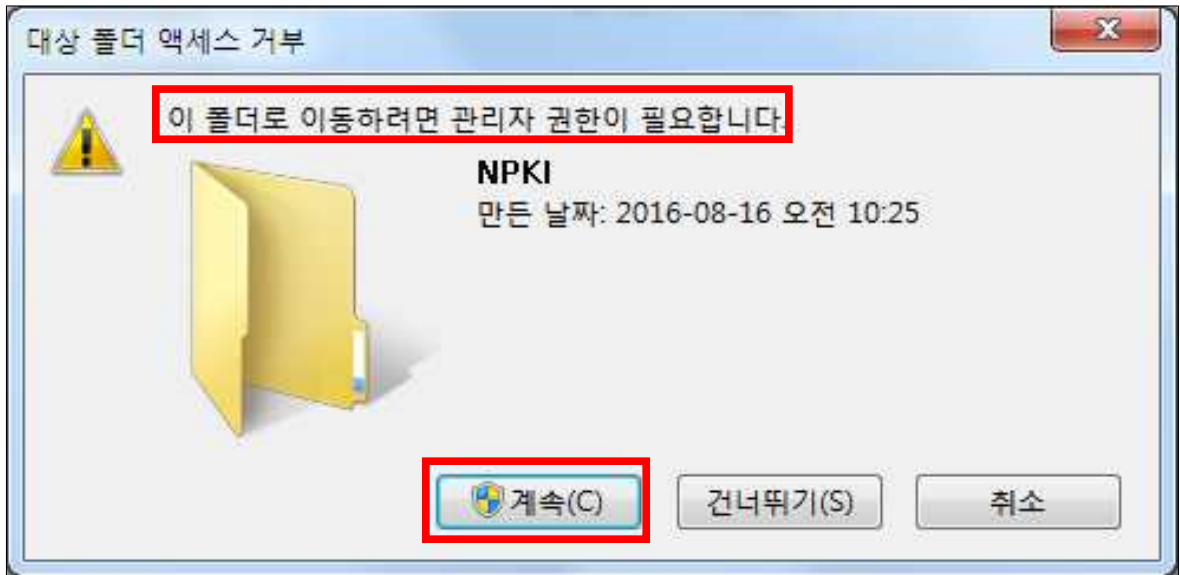 대상 폴더 액세스 거부
이 폴더로 이동하려면 관리자 권한이 필요합니다.
NPKI
만든 날짜: 2016-08-16 오전 10:25
계속(C) 건너뛰기(S) 취소